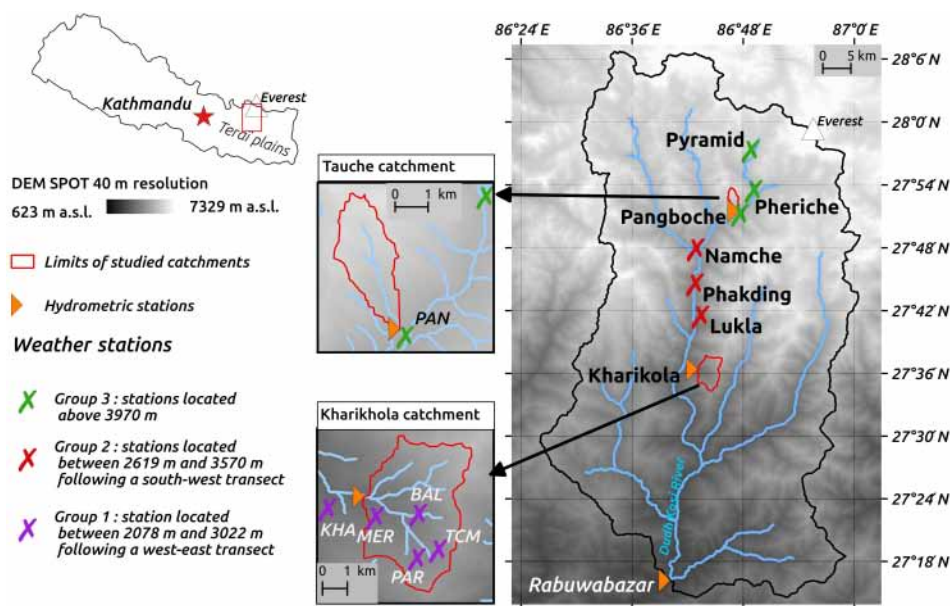 86°24' E
86°36' E
86°48' E
87°0' E
0 5 km
28°6' N
28°0' N
27°54' N
27°48' N
27°42' N
27°36' N
27°30' N
27°24' N
27°18' N
Kathmandu
Everest
Terai plains
DEM SPOT 40 m resolution
623 m a.s.l.
7329 m a.s.l.
Limits of studied catchments
Hydrometric stations
Weather stations
Group 3 : stations located
above 3970 m
Group 2 : stations located
between 2619 m and 3570 m
following a south-west transect
Group 1 : station located
between 2078 m and 3022 m
following a west-east transect
Tauche catchment
0 1 km
PAN
Kharikhola catchment
KHA
MER
BAL
TCM
PAR
0 1 km
Everest
Pyramid
Pheriche
Pangboche
Namche
Phakding
Lukla
Kharikola
Dudh Kosi River
Rabuwabazar